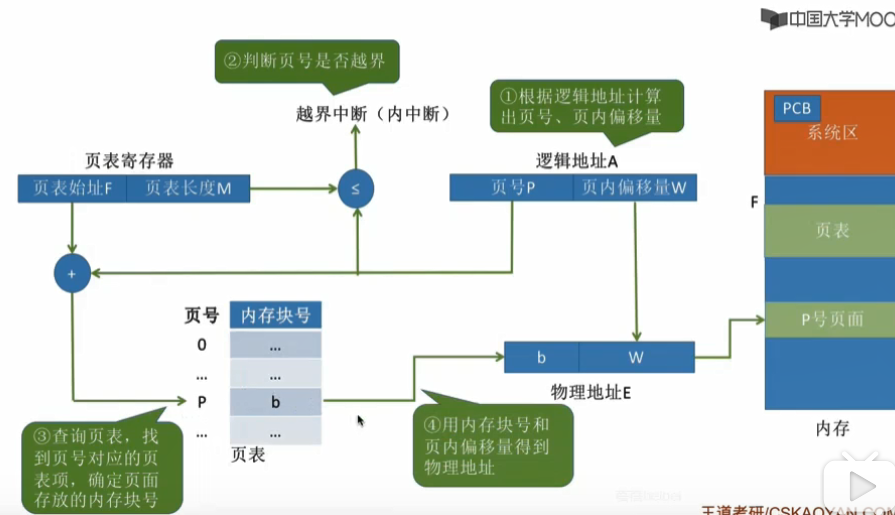 中国大学MOO
②判断页号是否越界
①根据逻辑地址计算
出页号、页内偏移量
越界中断（内中断）
PCB
系统区
页表寄存器
逻辑地址A
页表始址F
页表长度M
≤
页号P
页内偏移量W
F
页表
+
页号
内存块号
P号页面
0
...
...
...
b
W
P
b
物理地址E
...
...
页表
③查询页表，找
到页号对应的页
表项，确定页面
存放的内存块号
④用内存块号和
页内偏移量得到
物理地址
内存
王道考研/CSKAOYAN.COM